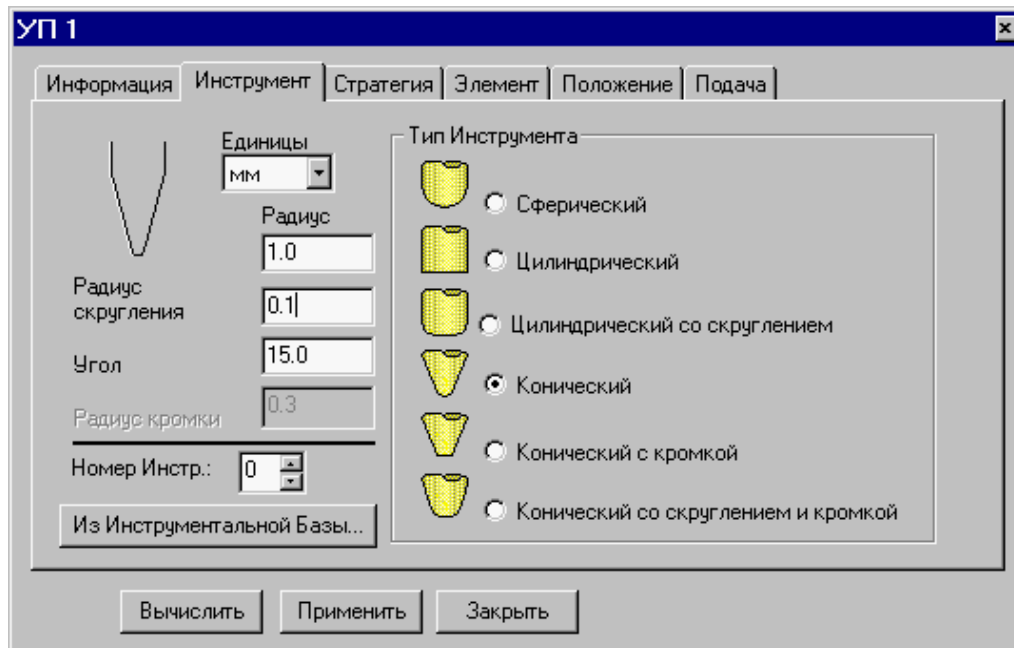 УП 1
Информация Инструмент Стратегия Элемент Положение Подача
Единицы
мм
Радиус
1.0
Радиус
скругления
0.1
Угол
15.0
Радиус кромки
0.3
Номер Инстр.:
0
Из Инструментальной Базы...
Тип Инструмента
Сферический
Цилиндрический
Цилиндрический со скруглением
Конический
Конический с кромкой
Конический со скруглением и кромкой
Вычислить Применить Закрыть